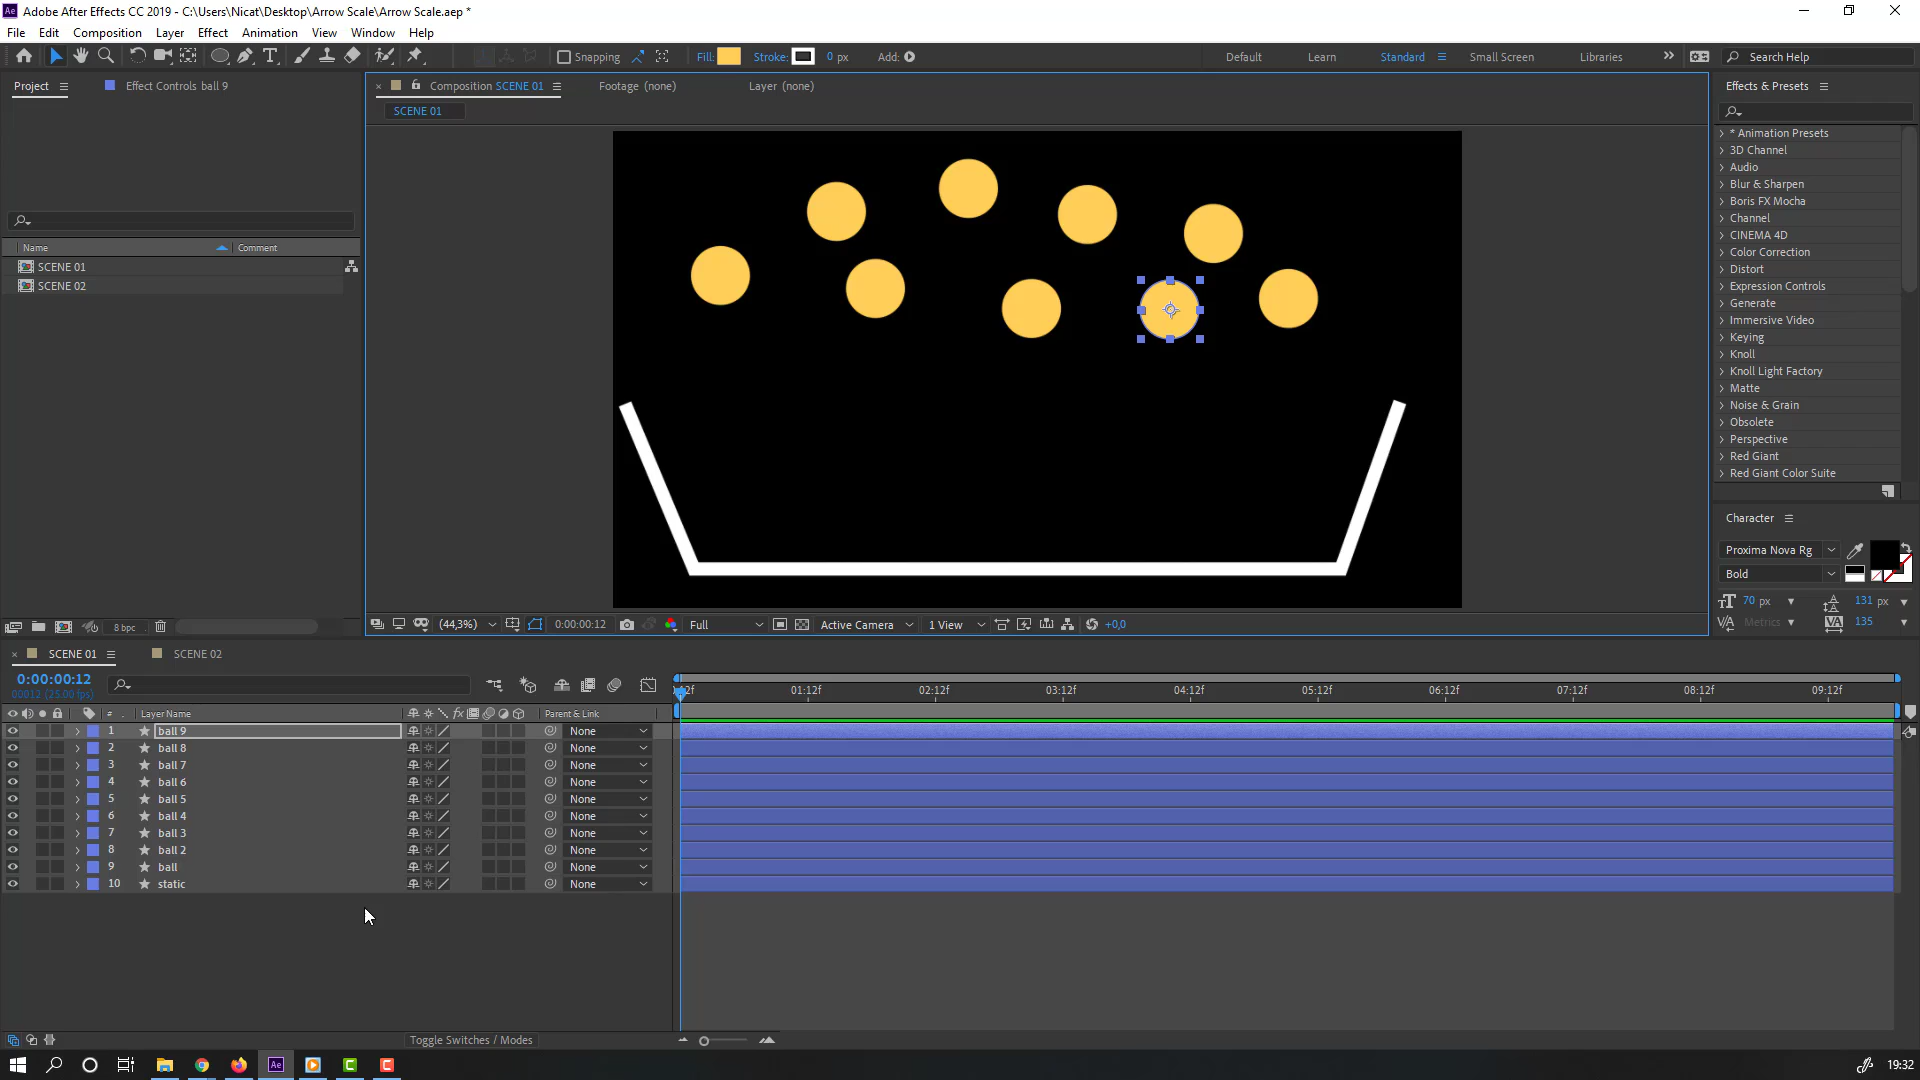 Adobe After Effects CC 2019 - C:\Users\Nicat\Desktop\Arrow Scale\Arrow Scale.aep *
File Edit Composition Layer Effect Animation View Window Help
Snapping Fill: Stroke: 0 px Add: Default Learn Standard Small Screen Libraries Search Help
Project Effect Controls ball 9 Composition SCENE 01 Footage (none) Layer (none) Effects & Presets
SCENE 01
* Animation Presets
3D Channel
Audio
Blur & Sharpen
Boris FX Mocha
Channel
CINEMA 4D
Color Correction
Distort
Expression Controls
Generate
Immersive Video
Keying
Knoll
Knoll Light Factory
Matte
Noise & Grain
Obsolete
Perspective
Red Giant
Red Giant Color Suite
Name Comment
SCENE 01
SCENE 02
Character
Proxima Nova Rg
Bold
70 px 131 px
Metrics 135
8 bpc
(44,3%) 0:00:00:12 Full Active Camera 1 View +0,0
SCENE 01 SCENE 02
0:00:00:12
00012 (25.00 fps)
01:12f 02:12f 03:12f 04:12f 05:12f 06:12f 07:12f 08:12f 09:12f
# Layer Name fx Parent & Link
1 ball 9 None
2 ball 8 None
3 ball 7 None
4 ball 6 None
5 ball 5 None
6 ball 4 None
7 ball 3 None
8 ball 2 None
9 ball None
10 static None
Toggle Switches / Modes
19:32